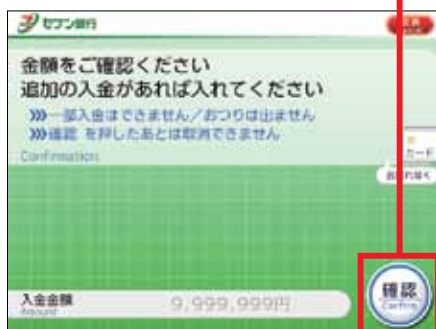 セブン銀行
金額をご確認ください
追加の入金があれば入れてください
一部入金はできません／おつりは出ません
確認 を押したあとは取消できません
Confirmation
カード
入金金額
Amount
9,999,999円
確認
Confirm